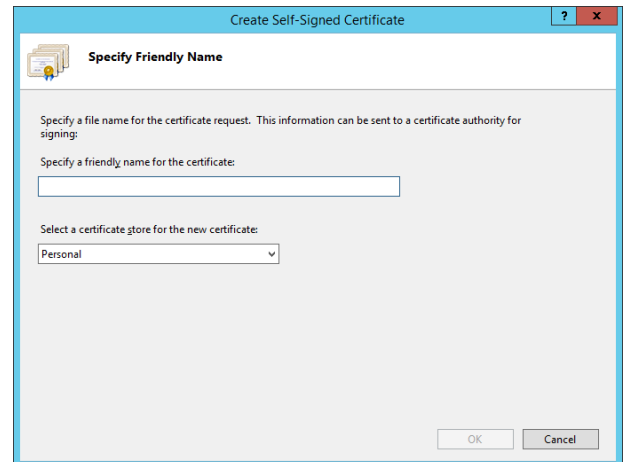 Create Self-Signed Certificate
? x
Specify Friendly Name
Specify a file name for the certificate request. This information can be sent to a certificate authority for
signing:
Specify a friendly name for the certificate:
Select a certificate store for the new certificate:
Personal
OK Cancel